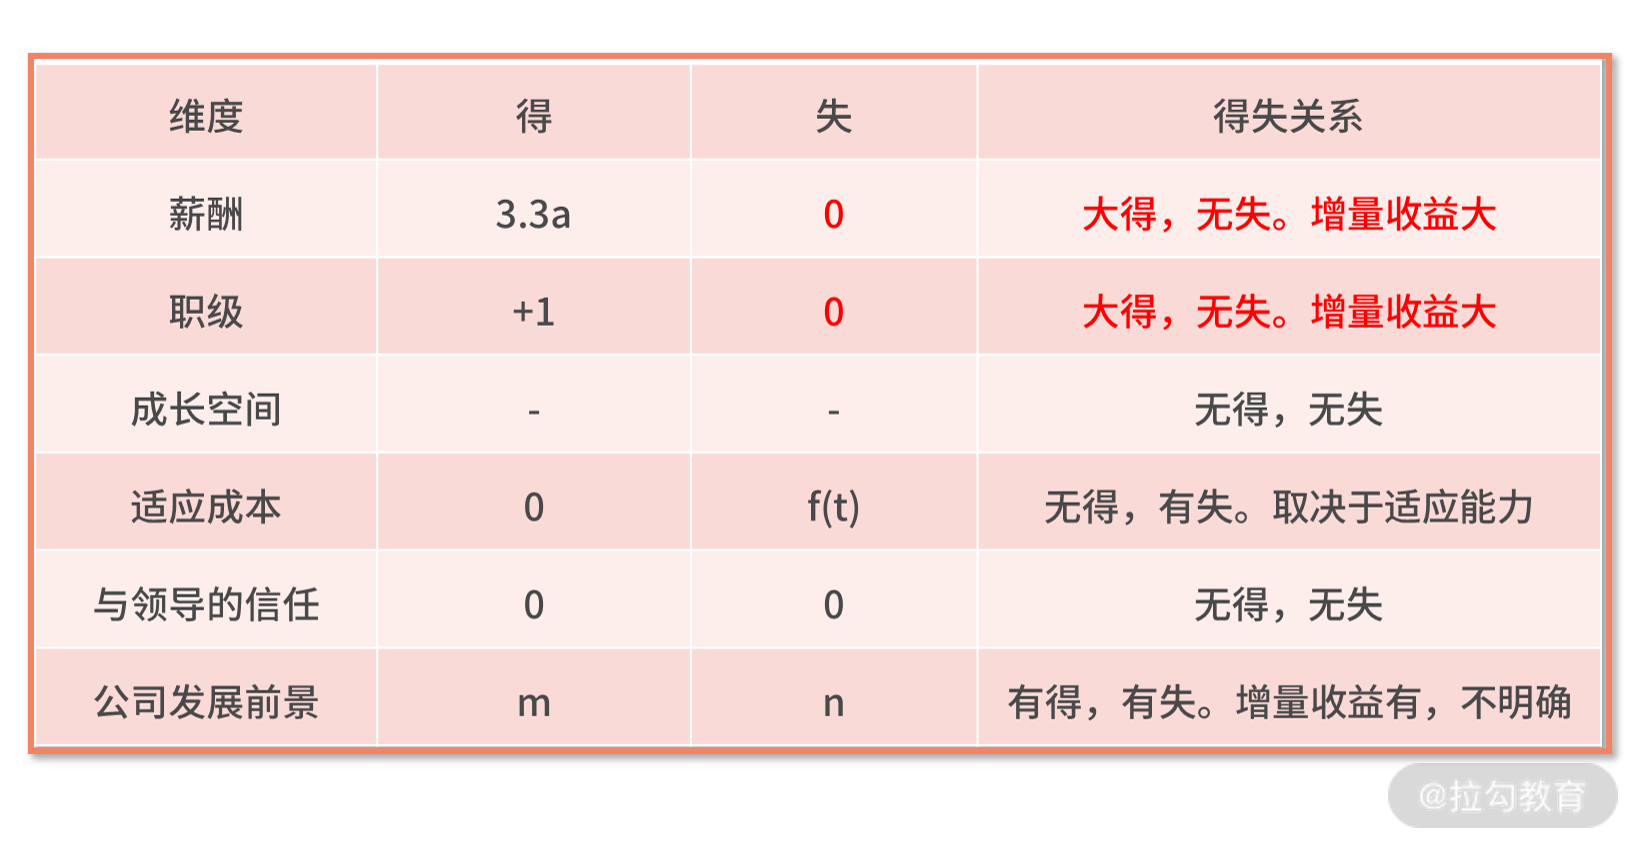 维度 得 失 得失关系
薪酬 3.3a 0 大得，无失。增量收益大
职级 +1 0 大得，无失。增量收益大
成长空间 - - 无得，无失
适应成本 0 f(t) 无得，有失。取决于适应能力
与领导的信任 0 0 无得，无失
公司发展前景 m n 有得，有失。增量收益有，不明确
@拉勾教育